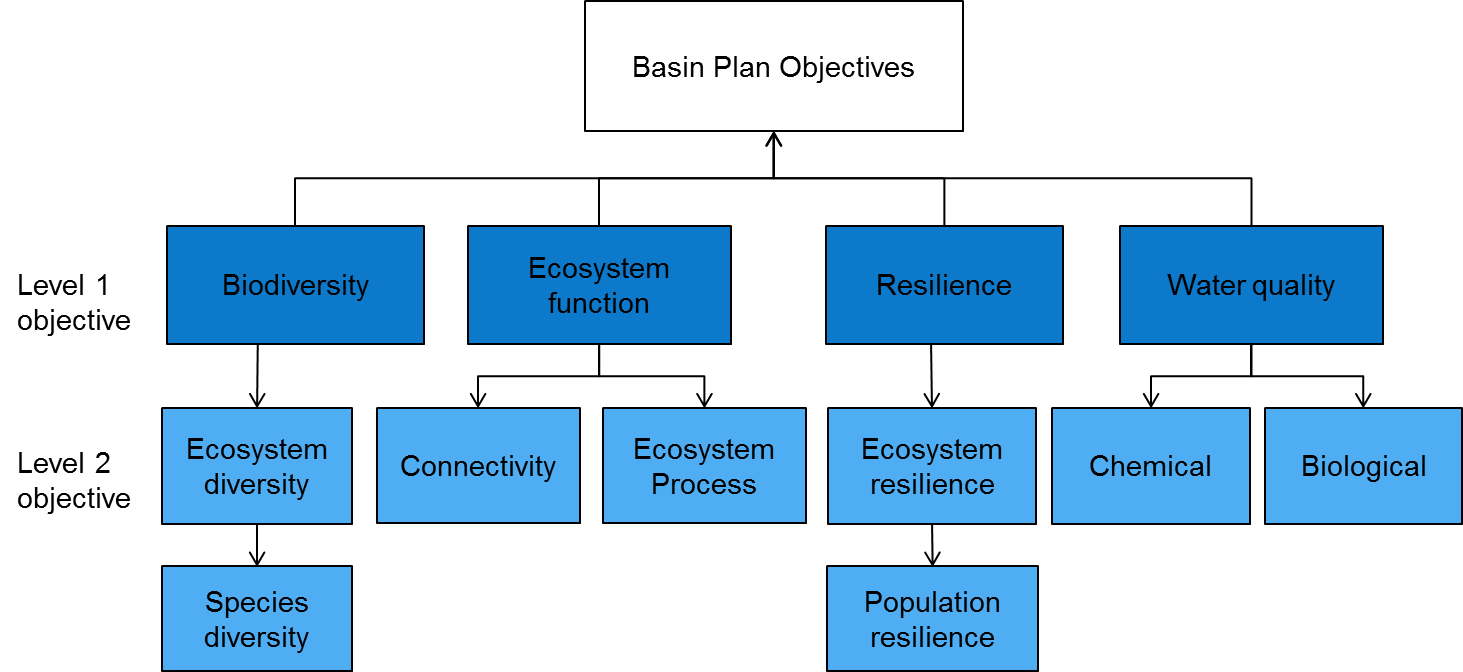 Basin Plan Objectives
Level 1
objective
Biodiversity
Ecosystem
function
Resilience
Water quality
Level 2
objective
Ecosystem
diversity
Connectivity
Ecosystem
Process
Ecosystem
resilience
Chemical
Biological
Species
diversity
Population
resilience